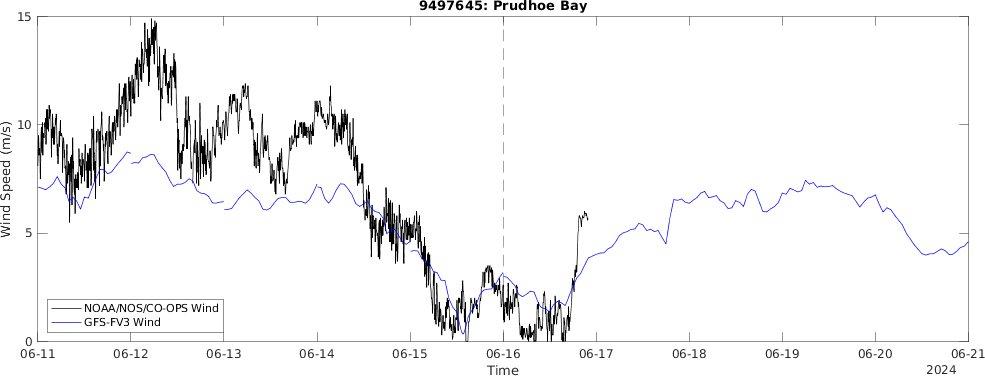 9497645: Prudhoe Bay
15
10
5
0
Wind Speed (m/s)
NOAA/NOS/CO-OPS Wind
GFS-FV3 Wind
06-11 06-12 06-13 06-14 06-15 06-16 06-17 06-18 06-19 06-20 06-21
Time
2024